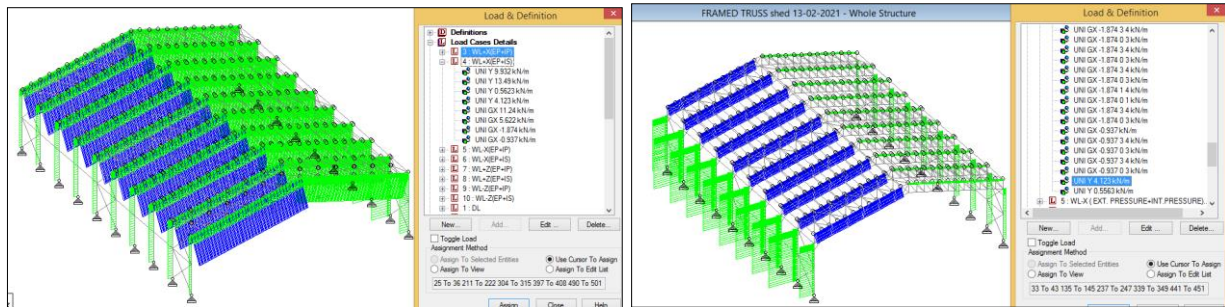 Load & Definition
Definitions
Load Cases Details
3 : WL+X(EP+IP)
4 : WL+X(EP+IS)
UNI Y 9.932 kN/m
UNI Y 13.49 kN/m
UNI Y 0.5623 kN/m
UNI Y 4.123 kN/m
UNI GX 11.24 kN/m
UNI GX 5.622 kN/m
UNI GX -1.874 kN/m
UNI GX -0.937 kN/m
5 : WL-X(EP+IP)
6 : WL-X(EP+IS)
7 : WL+Z(EP+IP)
8 : WL+Z(EP+IS)
9 : WL-Z(EP+IP)
10 : WL-Z(EP+IS)
1 : DL
New...
Add...
Edit ...
Delete...
Toggle Load
Assignment Method
Assign To Selected Entities
Use Cursor To Assign
Assign To View
Assign To Edit List
25 To 36 211 To 222 304 To 315 397 To 408 490 To 501
Assign
Close
Help
FRAMED TRUSS shed 13-02-2021 - Whole Structure
Load & Definition
UNI GX -1.874 3 4 kN/m
UNI GX -1.874 0 3 kN/m
UNI GX -1.874 3 4 kN/m
UNI GX -1.874 0 3 kN/m
UNI GX -1.874 3 4 kN/m
UNI GX -1.874 0 3 kN/m
UNI GX -1.874 0 1 kN/m
UNI GX -1.874 1 4 kN/m
UNI GX -1.874 3 4 kN/m
UNI GX -1.874 0 3 kN/m
UNI GX -0.937 kN/m
UNI GX -0.937 3 4 kN/m
UNI GX -0.937 0 3 kN/m
UNI GX -0.937 3 4 kN/m
UNI GX -0.937 0 3 kN/m
UNI Y 4.123 kN/m
UNI Y 0.5563 kN/m
5 : WL-X ( EXT. PRESSURE+INT.PRESSURE)
New...
Add...
Edit ...
Delete...
Toggle Load
Assignment Method
Assign To Selected Entities
Use Cursor To Assign
Assign To View
Assign To Edit List
33 To 43 135 To 145 237 To 247 339 To 349 441 To 451